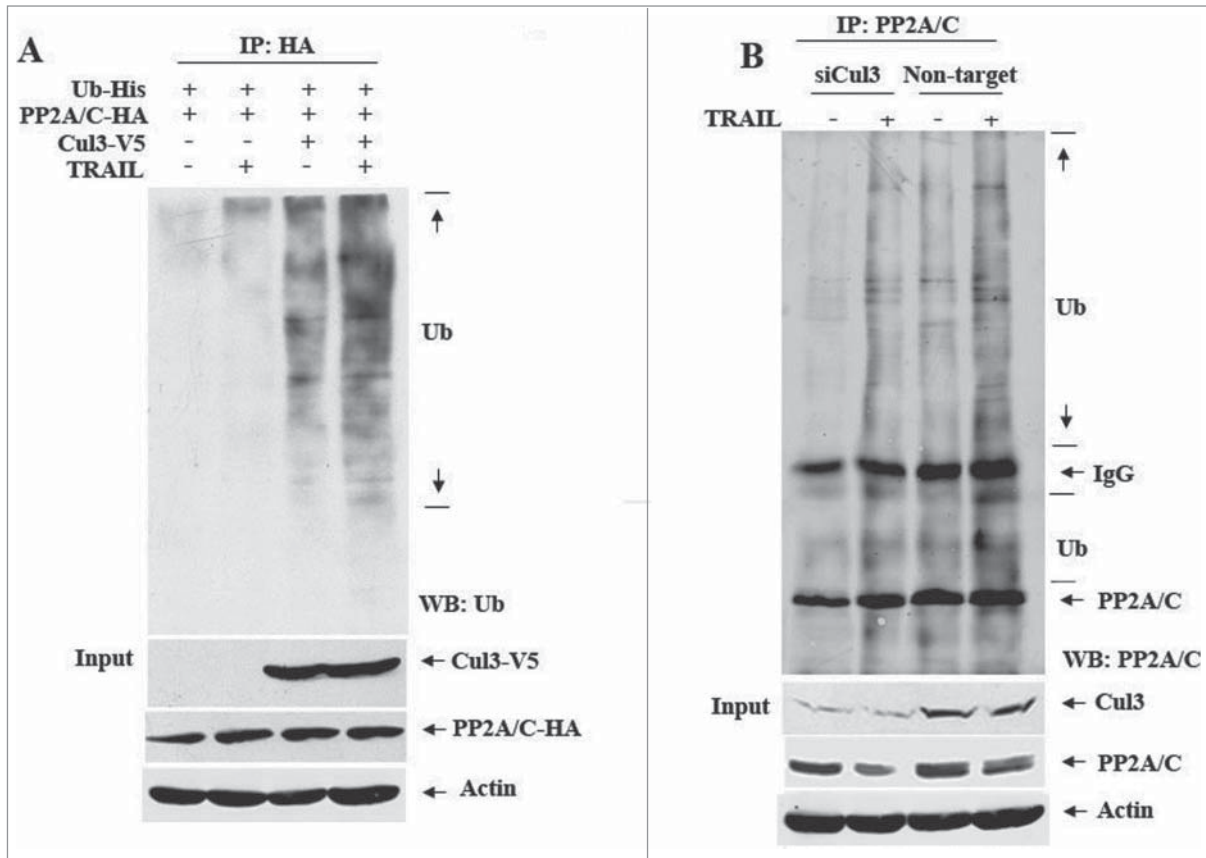 A
IP: HA
Ub-His + + + +
PP2A/C-HA + + + +
Cul3-V5 - - + +
TRAIL - + - +
Ub
WB: Ub
Input
Cul3-V5
PP2A/C-HA
Actin
B
IP: PP2A/C
siCul3 Non-target
TRAIL - + - +
Ub
IgG
Ub
PP2A/C
WB: PP2A/C
Input
Cul3
PP2A/C
Actin